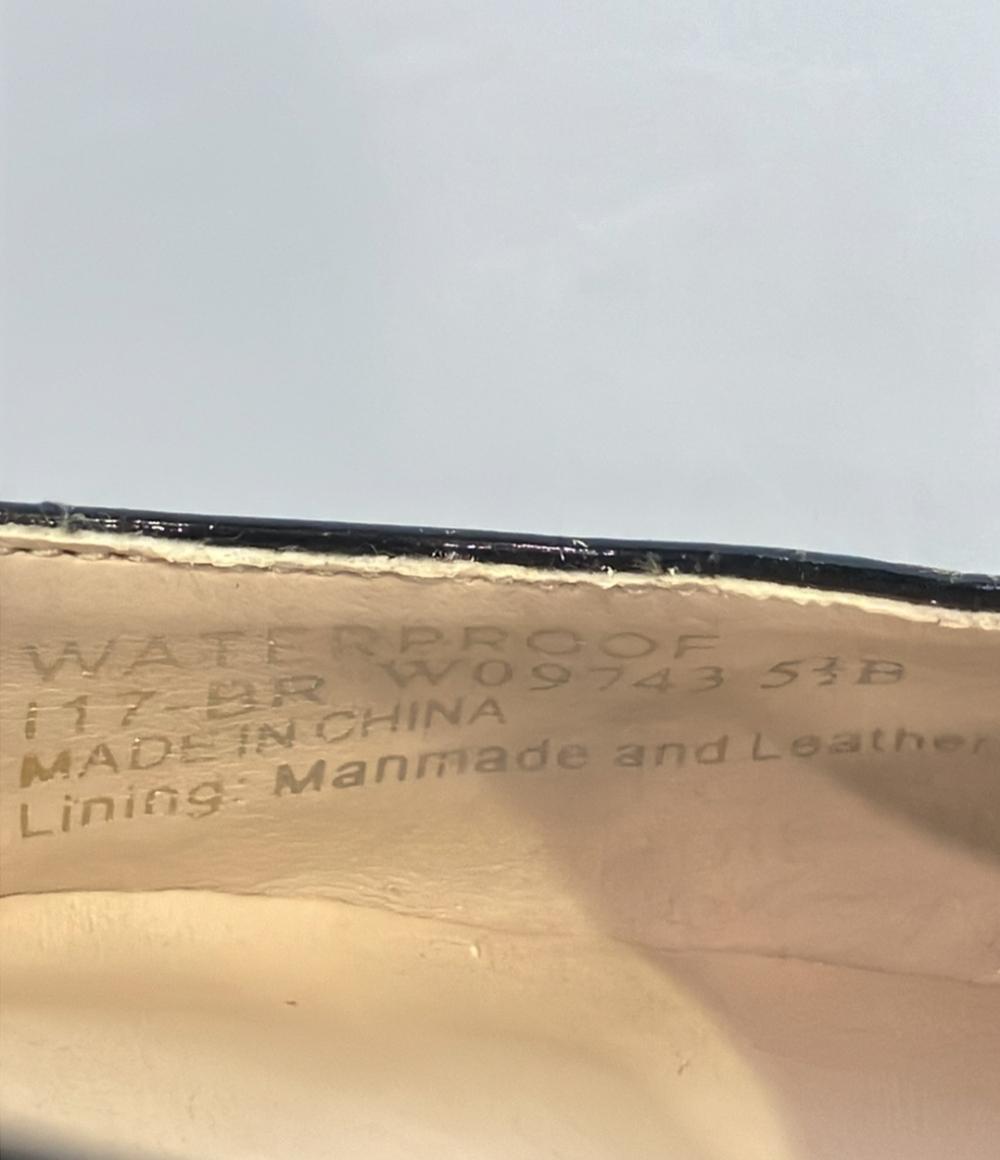 WATERPROOF
I17-BR W09743 5½B
MADE IN CHINA
Lining: Manmade and Leather